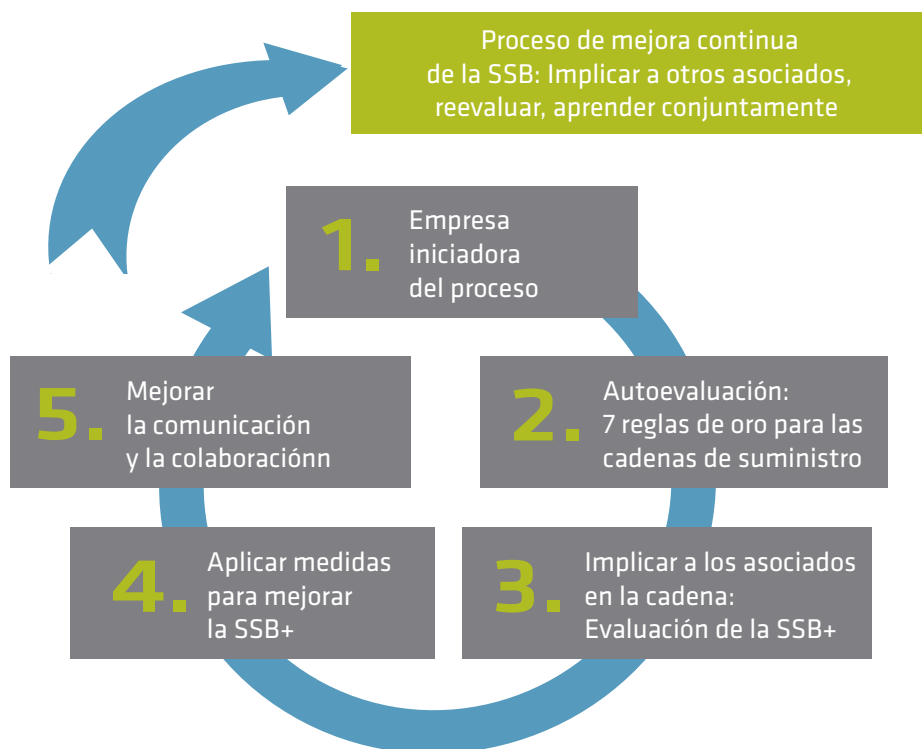 Proceso de mejora continua
de la SSB: Implicar a otros asociados,
reevaluar, aprender conjuntamente
1.
Empresa
iniciadora
del proceso
2.
Autoevaluación:
7 reglas de oro para las
cadenas de suministro
3.
Implicar a los asociados
en la cadena:
Evaluación de la SSB+
4.
Aplicar medidas
para mejorar
la SSB+
5.
Mejorar
la comunicación
y la colaboraciónn